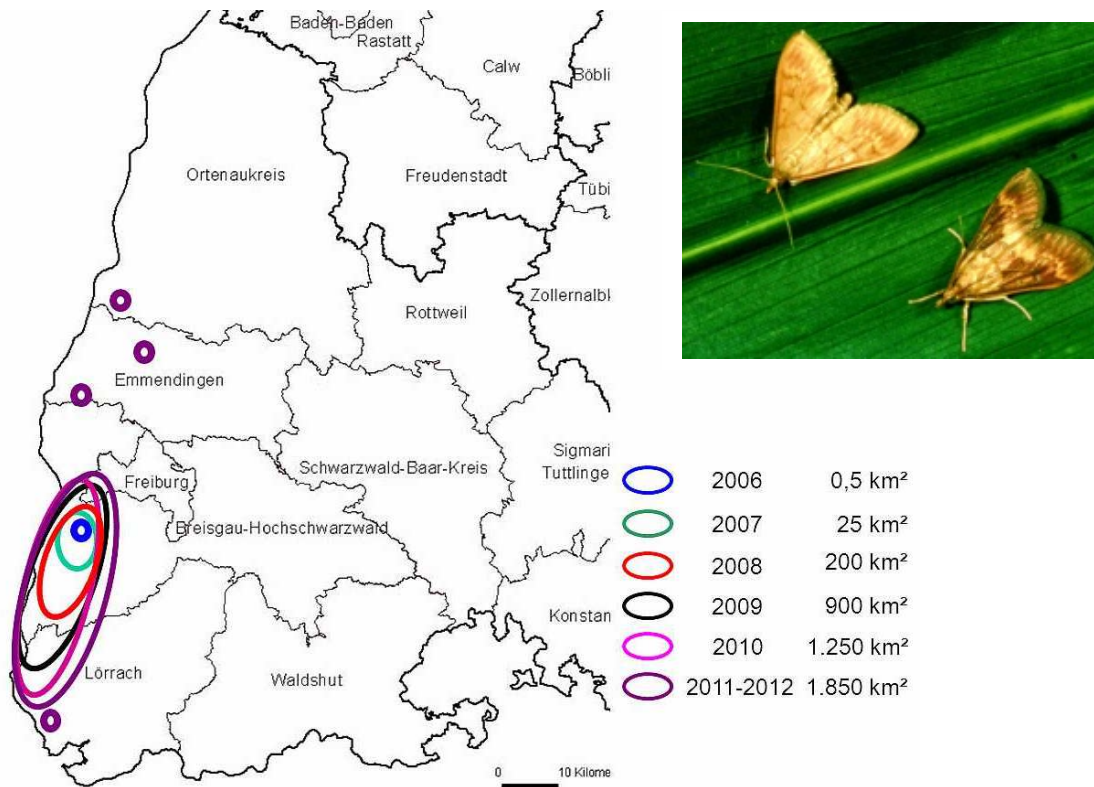 Baden-Baden
Rastatt
Calw
Böbli
Ortenaukreis
Freudenstadt
Tübi
Zollernalbl
Rottweil
Emmendingen
Freiburg
Schwarzwald-Baar-Kreis
Sigmari
Tuttlinge
Breisgau-Hochschwarzwald
Konstan
Lörrach
Waldshut
0 10 Kilome
2006 0,5 km²
2007 25 km²
2008 200 km²
2009 900 km²
2010 1.250 km²
2011-2012 1.850 km²